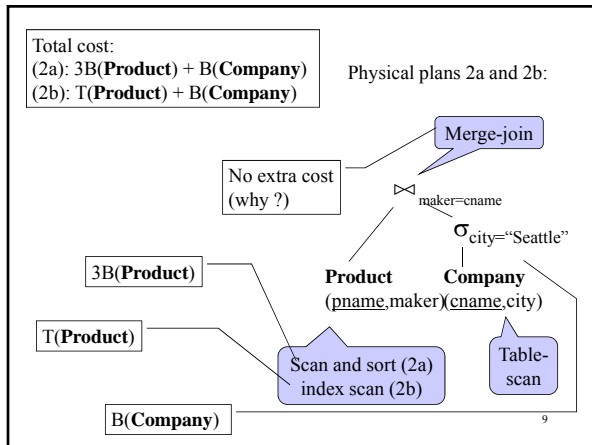 Total cost:
(2a): 3B(Product) + B(Company)
(2b): T(Product) + B(Company)
Physical plans 2a and 2b:
Merge-join
No extra cost
(why ?)
⋈ maker=cname
σcity=“Seattle”
3B(Product)
Product
(pname,maker)
Company
(cname,city)
T(Product)
Scan and sort (2a)
index scan (2b)
Table-
scan
B(Company)
9